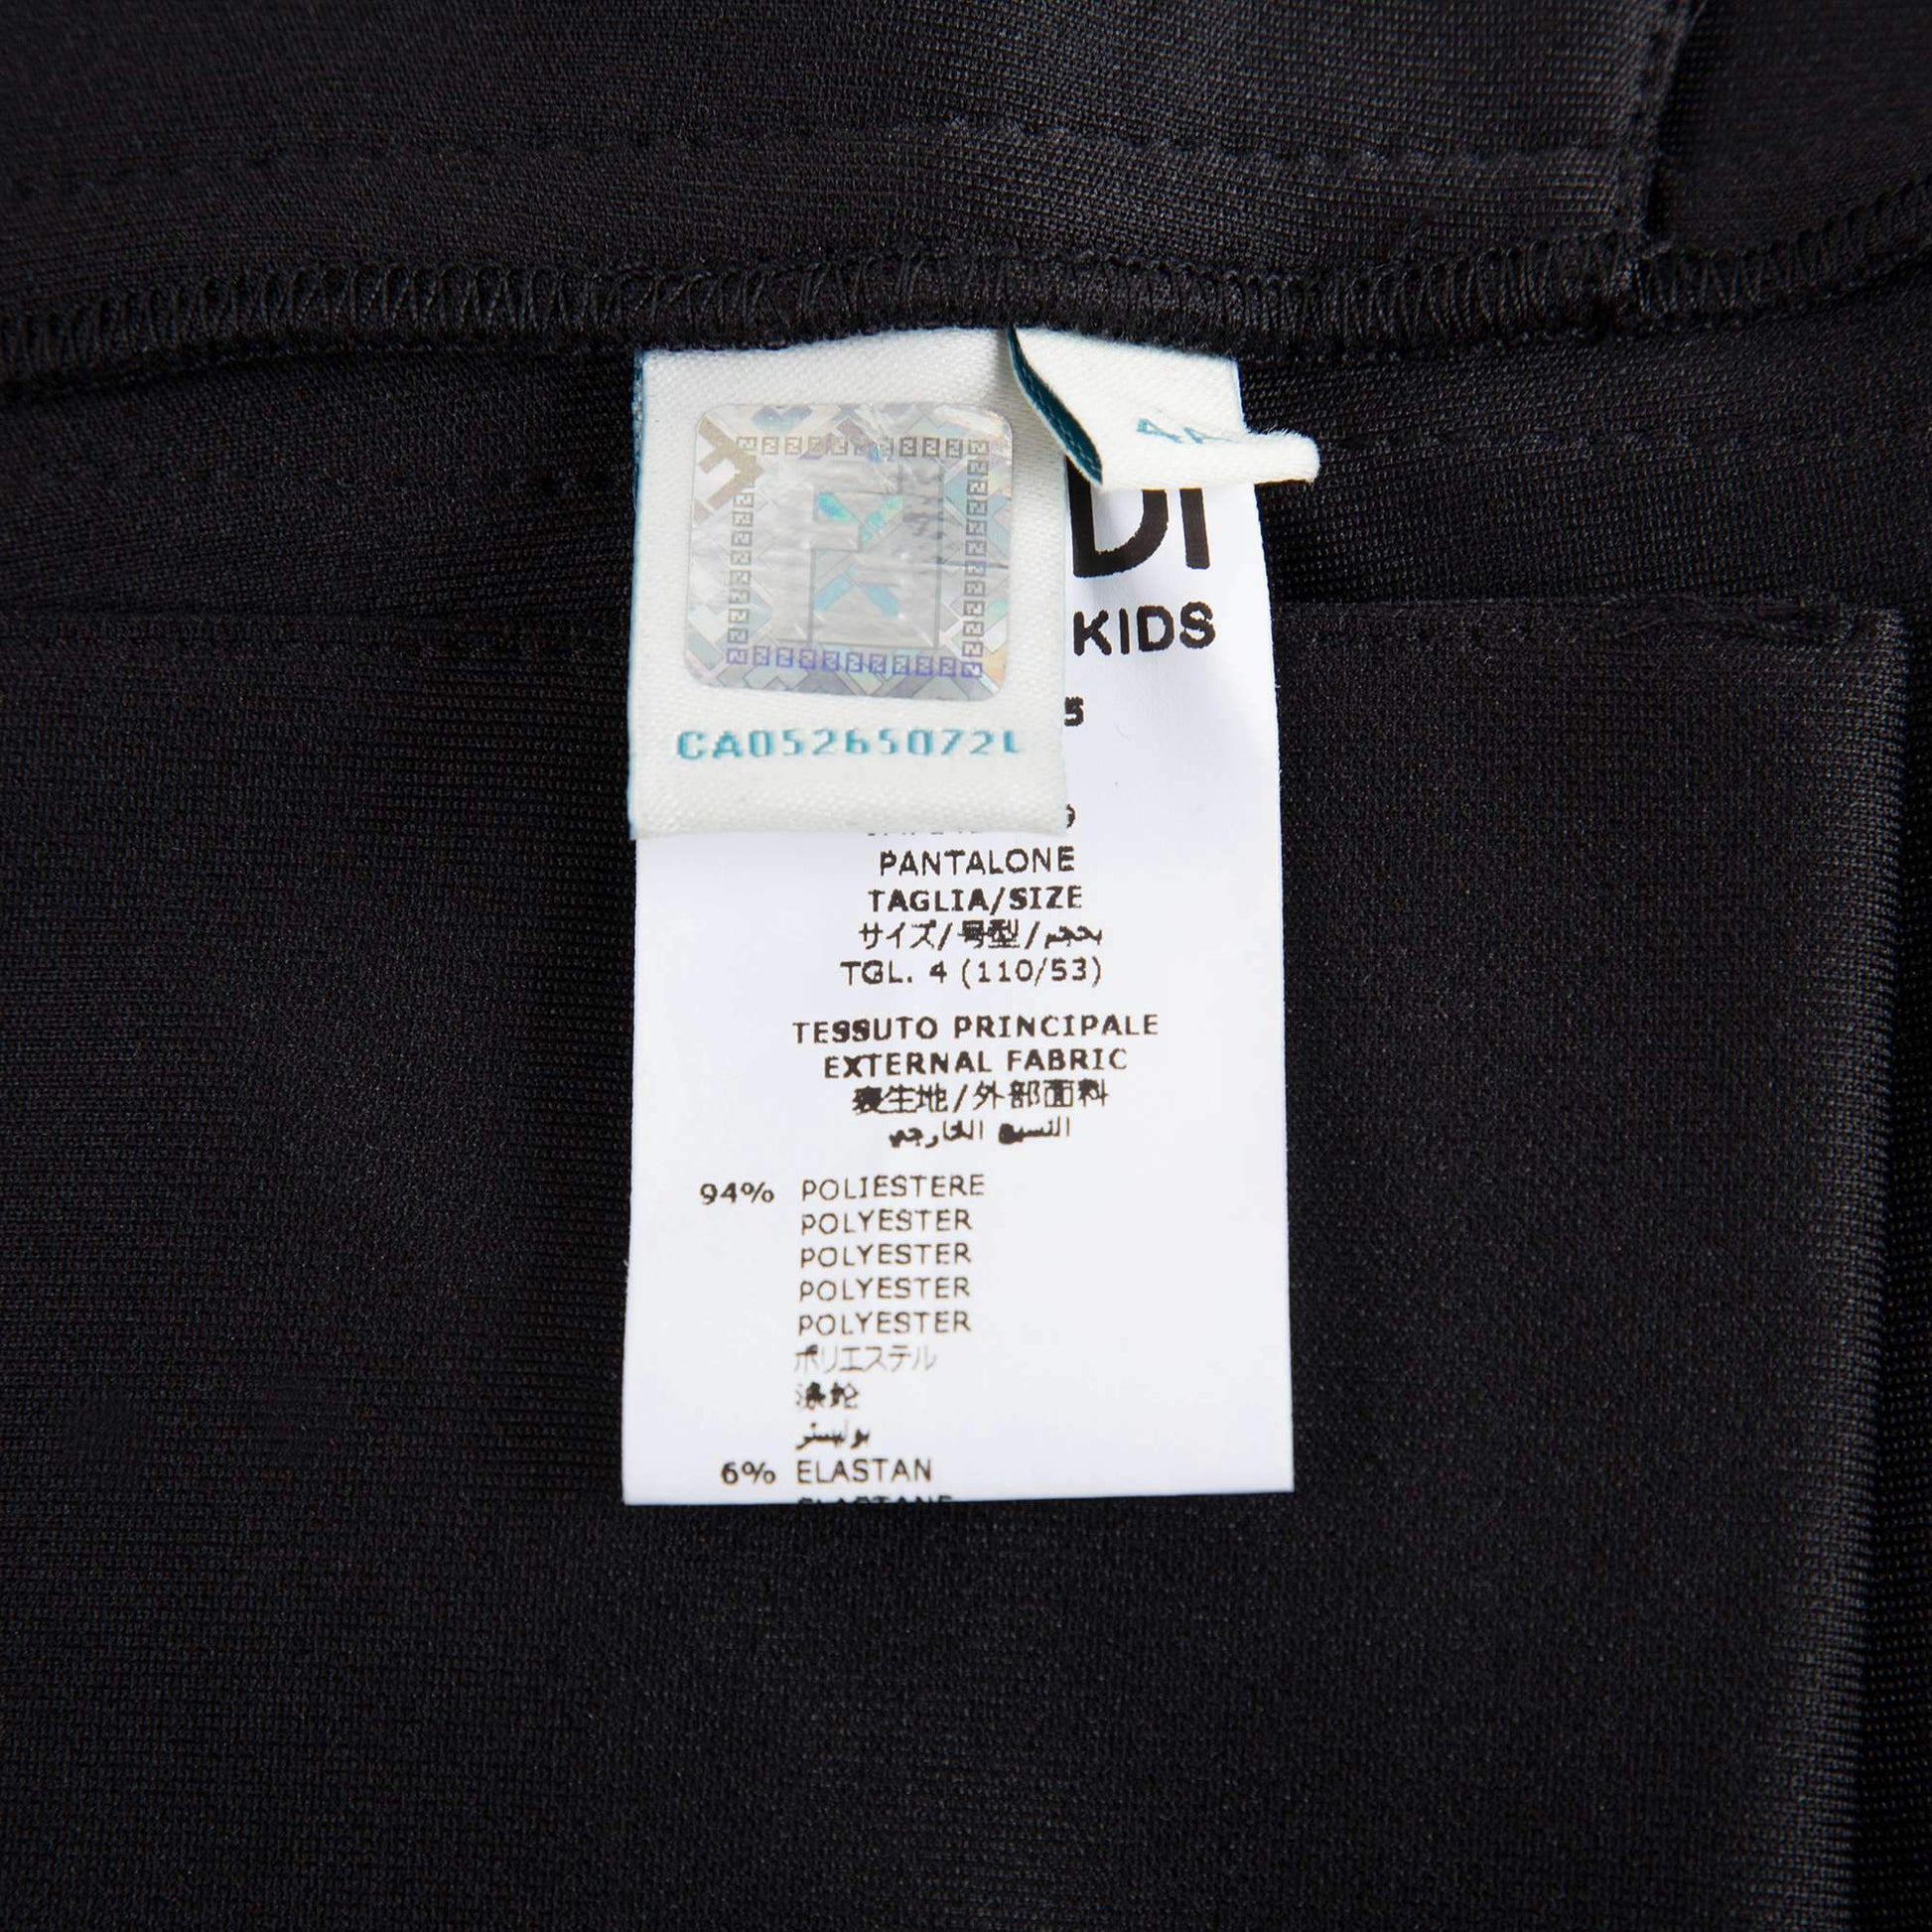 4A
DI
KIDS
CA05265072L
PANTALONE
TAGLIA/SIZE
サイズ/号型/حجم
TGL. 4 (110/53)
TESSUTO PRINCIPALE
EXTERNAL FABRIC
表生地/外部面料
النسيج الخارجي
94% POLIESTERE
POLYESTER
POLYESTER
POLYESTER
POLYESTER
ポリエステル
涤纶
بوليستر
6% ELASTAN